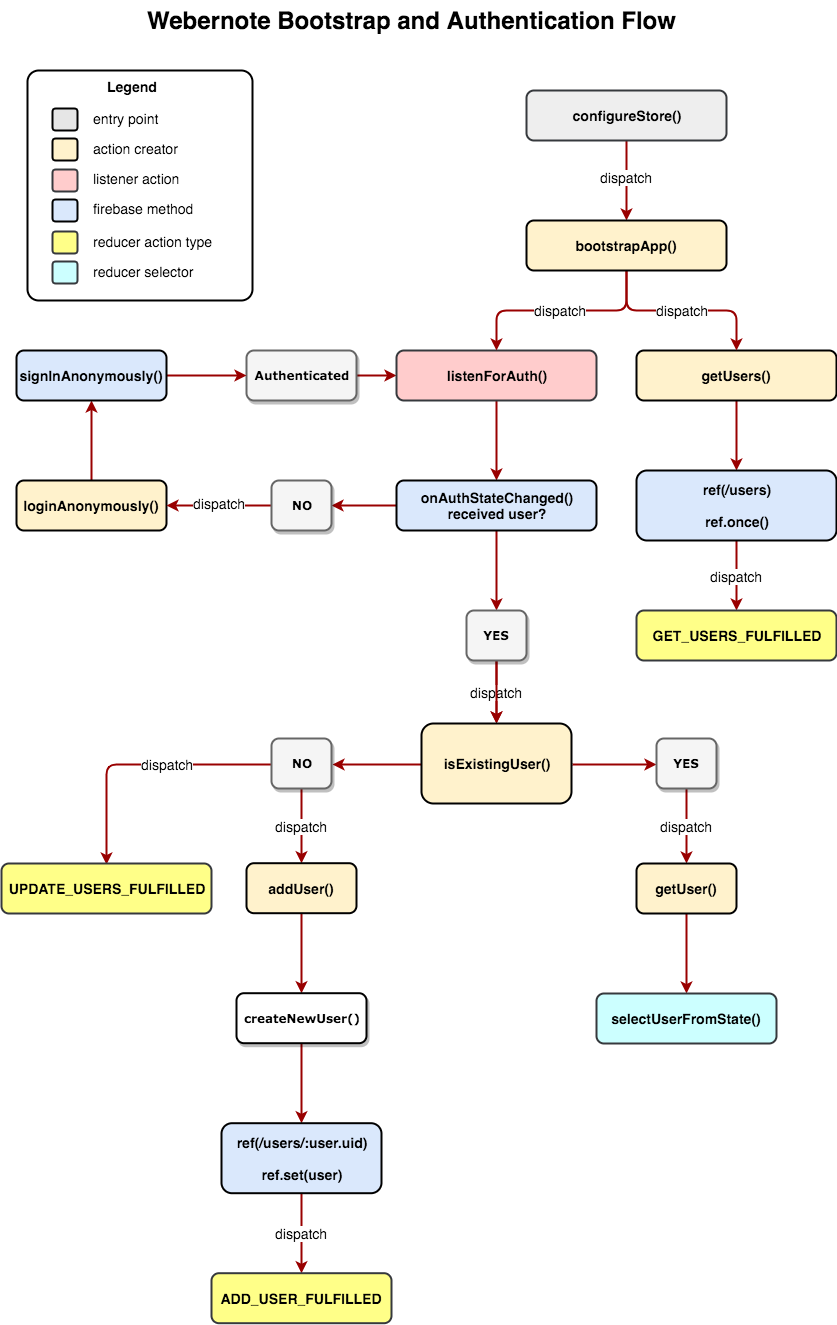 Webernote Bootstrap and Authentication Flow
Legend
entry point
action creator
listener action
firebase method
reducer action type
reducer selector
configureStore()
dispatch
bootstrapApp()
dispatch
dispatch
signInAnonymously()
Authenticated
listenForAuth()
getUsers()
loginAnonymously()
dispatch
NO
onAuthStateChanged()
received user?
ref(/users)
ref.once()
dispatch
YES
GET_USERS_FULFILLED
dispatch
dispatch
NO
isExistingUser()
YES
dispatch
dispatch
UPDATE_USERS_FULFILLED
addUser()
getUser()
createNewUser()
selectUserFromState()
ref(/users/:user.uid)
ref.set(user)
dispatch
ADD_USER_FULFILLED